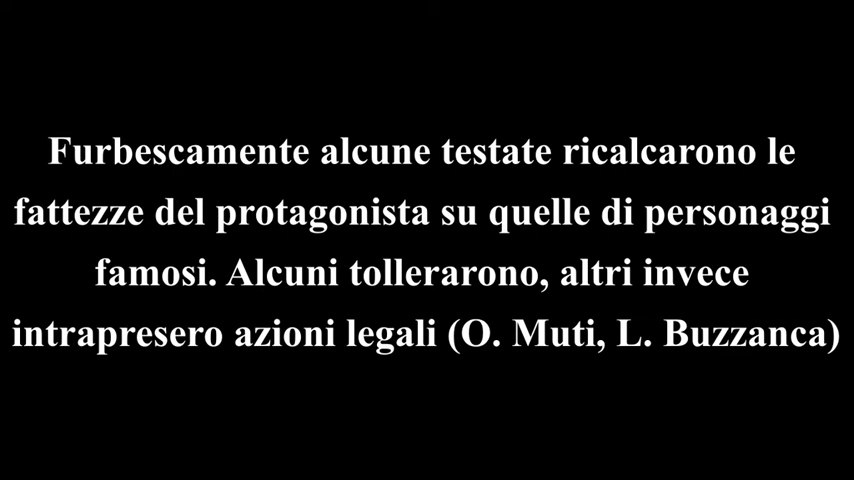 Furbescamente alcune testate ricalcarono le
fattezze del protagonista su quelle di personaggi
famosi. Alcuni tollerarono, altri invece
intrapresero azioni legali (O. Muti, L. Buzzanca)